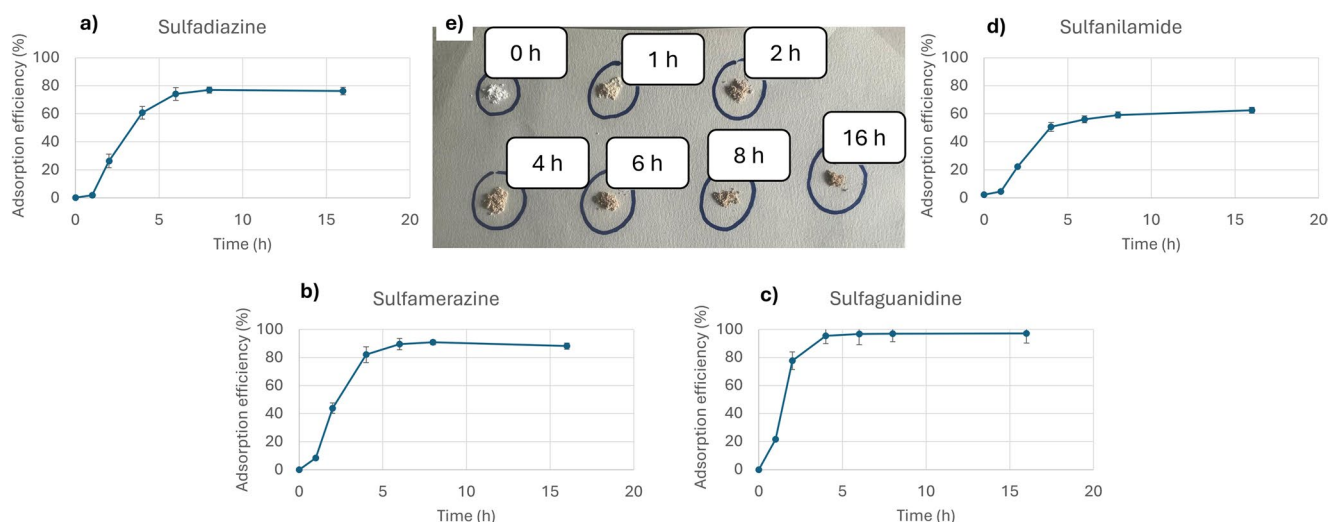 a)
Sulfadiazine
Adsorption efficiency (%)
100
80
60
40
20
0
0 5 10 15 20
Time (h)
e)
0 h
1 h
2 h
4 h
6 h
8 h
16 h
d)
Sulfanilamide
Adsorption efficiency (%)
100
80
60
40
20
0
0 5 10 15 20
Time (h)
b)
Sulfamerazine
Adsorption efficiency (%)
100
80
60
40
20
0
0 5 10 15 20
Time (h)
c)
Sulfaguanidine
Adsorption efficiency (%)
100
80
60
40
20
0
0 5 10 15 20
Time (h)